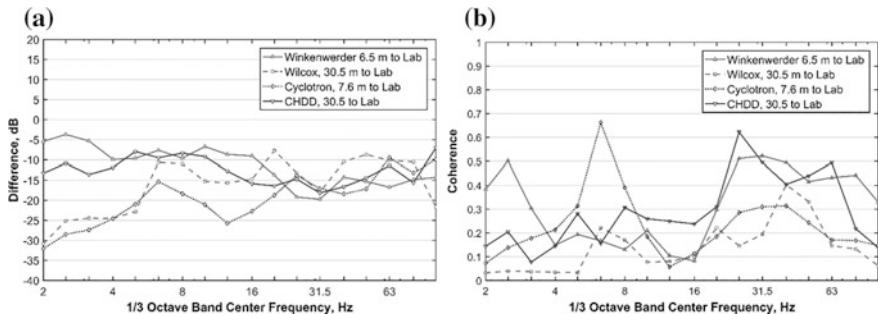 (a)
20
15
10
5
0
-5
-10
-15
-20
-25
-30
-35
-40
Difference, dB
Winkenwerder 6.5 m to Lab
Wilcox, 30.5 m to Lab
Cyclotron, 7.6 m to Lab
CHDD, 30.5 to Lab
2 4 8 16 31.5 63
1/3 Octave Band Center Frequency, Hz
(b)
1
0.9
0.8
0.7
0.6
0.5
0.4
0.3
0.2
0.1
0
Coherence
Winkenwerder 6.5 m to Lab
Wilcox, 30.5 m to Lab
Cyclotron, 7.6 m to Lab
CHDD, 30.5 to Lab
2 4 8 16 31.5 63
1/3 Octave Band Center Frequency, Hz